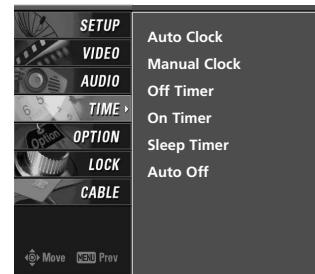 SETUP
VIDEO
AUDIO
TIME
OPTION
LOCK
CABLE
Auto Clock
Manual Clock
Off Timer
On Timer
Sleep Timer
Auto Off
Move MENU Prev
Option